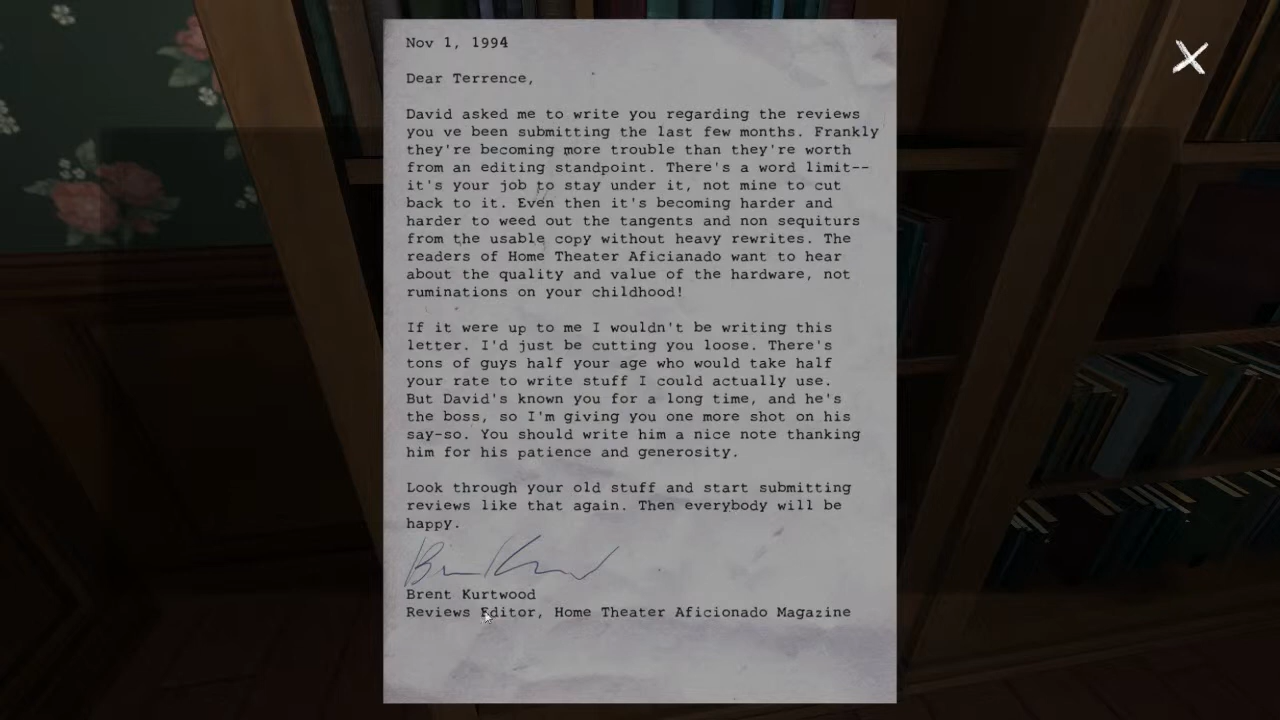 Nov 1, 1994
Dear Terrence,
David asked me to write you regarding the reviews
you ve been submitting the last few months. Frankly
they're becoming more trouble than they're worth
from an editing standpoint. There's a word limit--
it's your job to stay under it, not mine to cut
back to it. Even then it's becoming harder and
harder to weed out the tangents and non sequiturs
from the usable copy without heavy rewrites. The
readers of Home Theater Aficianado want to hear
about the quality and value of the hardware, not
ruminations on your childhood!
If it were up to me I wouldn't be writing this
letter. I'd just be cutting you loose. There's
tons of guys half your age who would take half
your rate to write stuff I could actually use.
But David's known you for a long time, and he's
the boss, so I'm giving you one more shot on his
say-so. You should write him a nice note thanking
him for his patience and generosity.
Look through your old stuff and start submitting
reviews like that again. Then everybody will be
happy.
Brent Kurtwood
Reviews Editor, Home Theater Aficionado Magazine